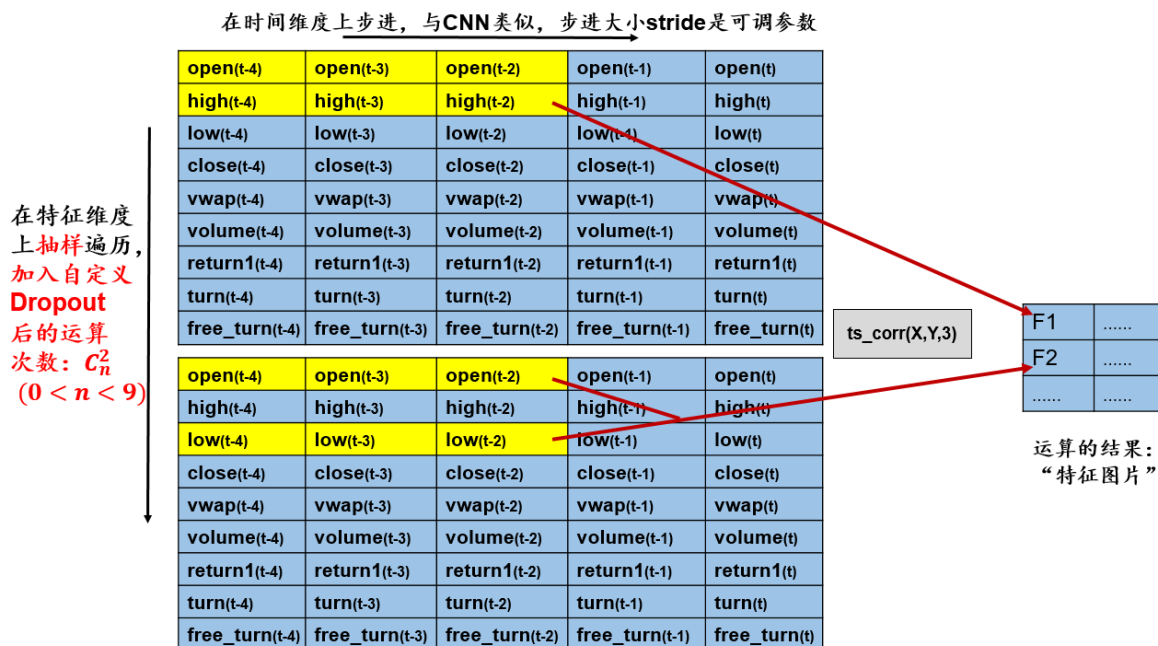 在时间维度上步进，与CNN类似，步进大小stride是可调参数
open(t-4) open(t-3) open(t-2) open(t-1) open(t)
high(t-4) high(t-3) high(t-2) high(t-1) high(t)
low(t-4) low(t-3) low(t-2) low(t-1) low(t)
close(t-4) close(t-3) close(t-2) close(t-1) close(t)
vwap(t-4) vwap(t-3) vwap(t-2) vwap(t-1) vwap(t)
volume(t-4) volume(t-3) volume(t-2) volume(t-1) volume(t)
return1(t-4) return1(t-3) return1(t-2) return1(t-1) return1(t)
turn(t-4) turn(t-3) turn(t-2) turn(t-1) turn(t)
free_turn(t-4) free_turn(t-3) free_turn(t-2) free_turn(t-1) free_turn(t)
在特征维度
上抽样遍历，
加入自定义
Dropout
后的运算
次数：C_n^2
(0 < n < 9)
open(t-4) open(t-3) open(t-2) open(t-1) open(t)
high(t-4) high(t-3) high(t-2) high(t-1) high(t)
low(t-4) low(t-3) low(t-2) low(t-1) low(t)
close(t-4) close(t-3) close(t-2) close(t-1) close(t)
vwap(t-4) vwap(t-3) vwap(t-2) vwap(t-1) vwap(t)
volume(t-4) volume(t-3) volume(t-2) volume(t-1) volume(t)
return1(t-4) return1(t-3) return1(t-2) return1(t-1) return1(t)
turn(t-4) turn(t-3) turn(t-2) turn(t-1) turn(t)
free_turn(t-4) free_turn(t-3) free_turn(t-2) free_turn(t-1) free_turn(t)
ts_corr(X,Y,3)
F1 ......
F2 ......
...... ......
运算的结果：
“特征图片”